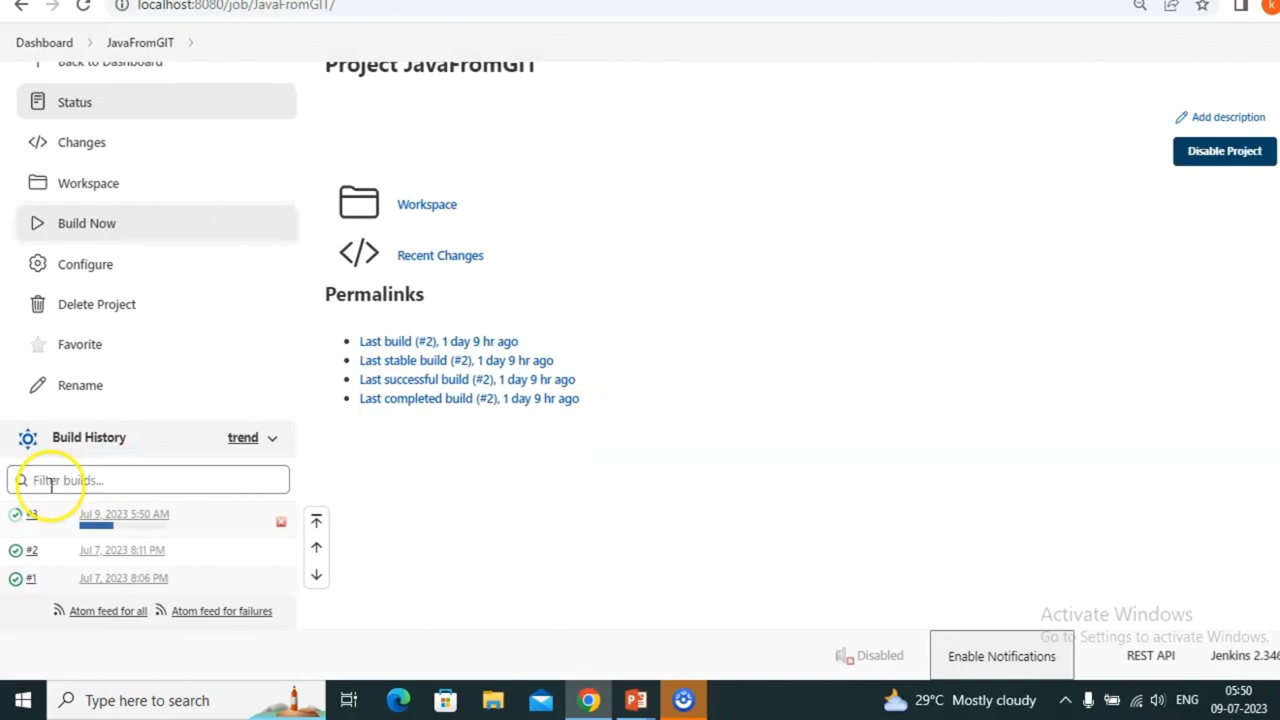 localhost:8080/job/JavaFromGIT/
k
Dashboard
JavaFromGIT
Back to Dashboard
Project JavaFromGIT
Status
Add description
Changes
Disable Project
Workspace
Workspace
Build Now
Recent Changes
Configure
Permalinks
Delete Project
Last build (#2), 1 day 9 hr ago
Favorite
Last stable build (#2), 1 day 9 hr ago
Last successful build (#2), 1 day 9 hr ago
Rename
Last completed build (#2), 1 day 9 hr ago
Build History
trend
Filter builds...
#3 Jul 9, 2023 5:50 AM
#2 Jul 7, 2023 8:11 PM
#1 Jul 7, 2023 8:06 PM
Atom feed for all Atom feed for failures
Activate Windows
Go to Settings to activate Windows.
Disabled
Enable Notifications
REST API
Jenkins 2.346
Type here to search
29°C Mostly cloudy
ENG
05:50
09-07-2023